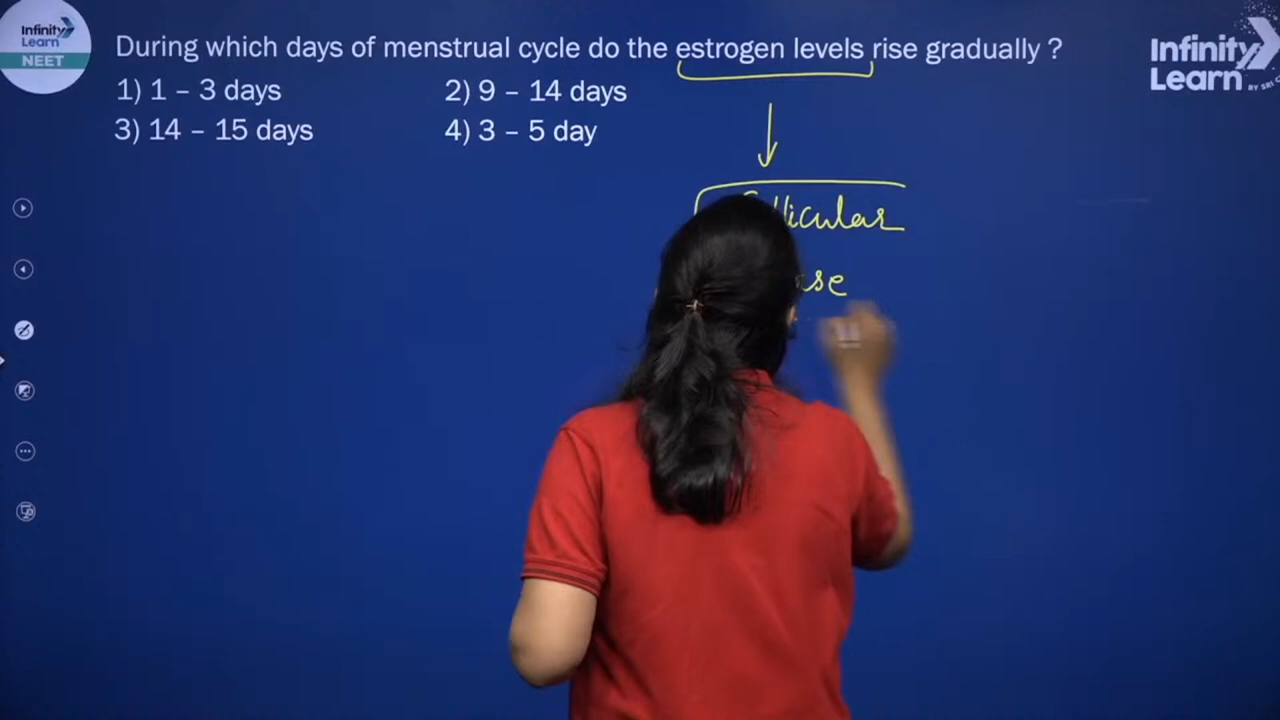 Infinity
Learn
NEET
During which days of menstrual cycle do the estrogen levels rise gradually ?
1) 1 – 3 days
2) 9 – 14 days
3) 14 – 15 days
4) 3 – 5 day
Infinity
Learn